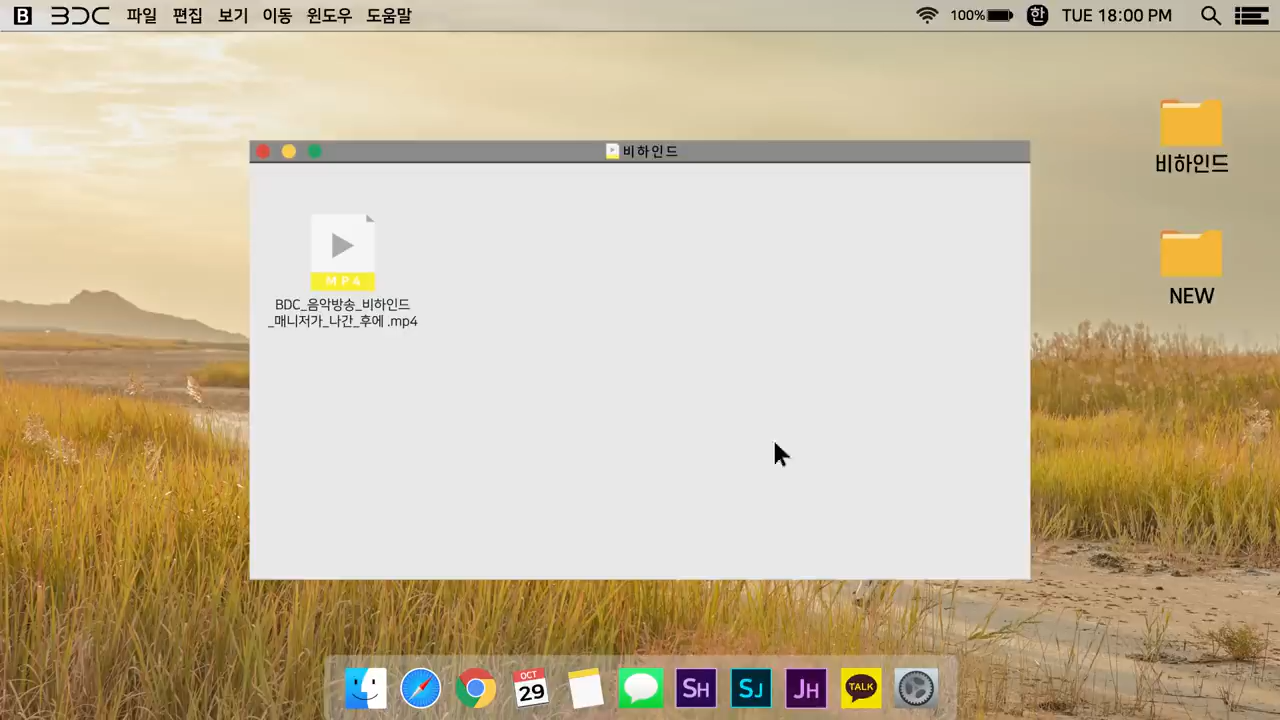 B BDC 파일 편집 보기 이동 윈도우 도움말 100% 한 TUE 18:00 PM
비하인드
비하인드
NEW
MP4
BDC_음악방송_비하인드
_매니저가_나간_후에 .mp4
OCT
29
SH
SJ
JH
TALK